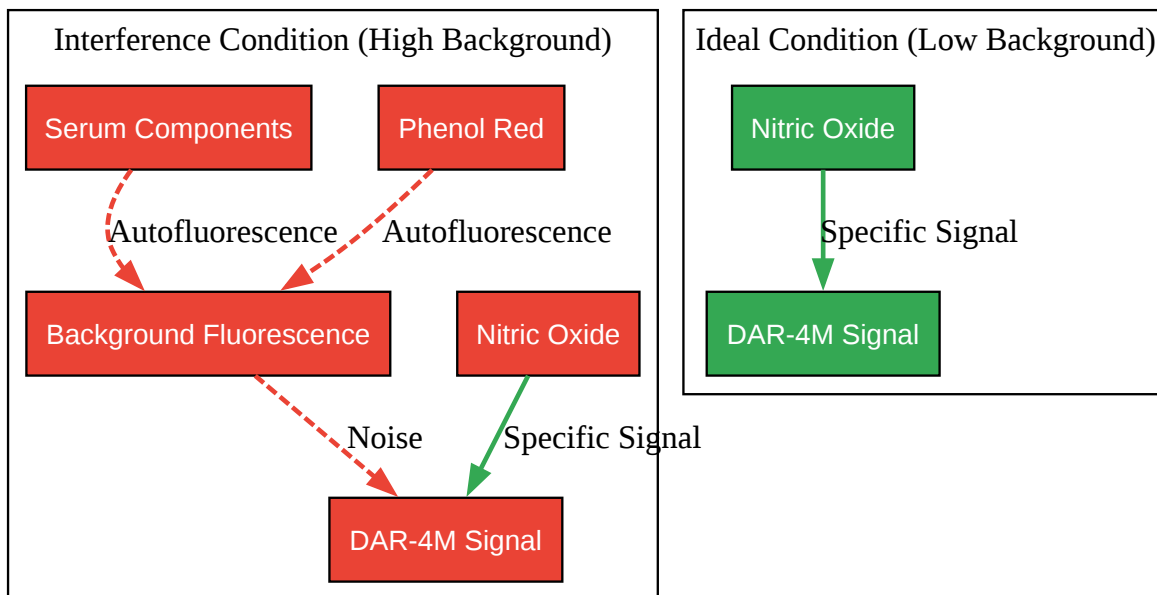 Interference Condition (High Background)
Serum Components
Phenol Red
Autofluorescence
Autofluorescence
Background Fluorescence
Nitric Oxide
Noise
Specific Signal
DAR-4M Signal
Ideal Condition (Low Background)
Nitric Oxide
Specific Signal
DAR-4M Signal